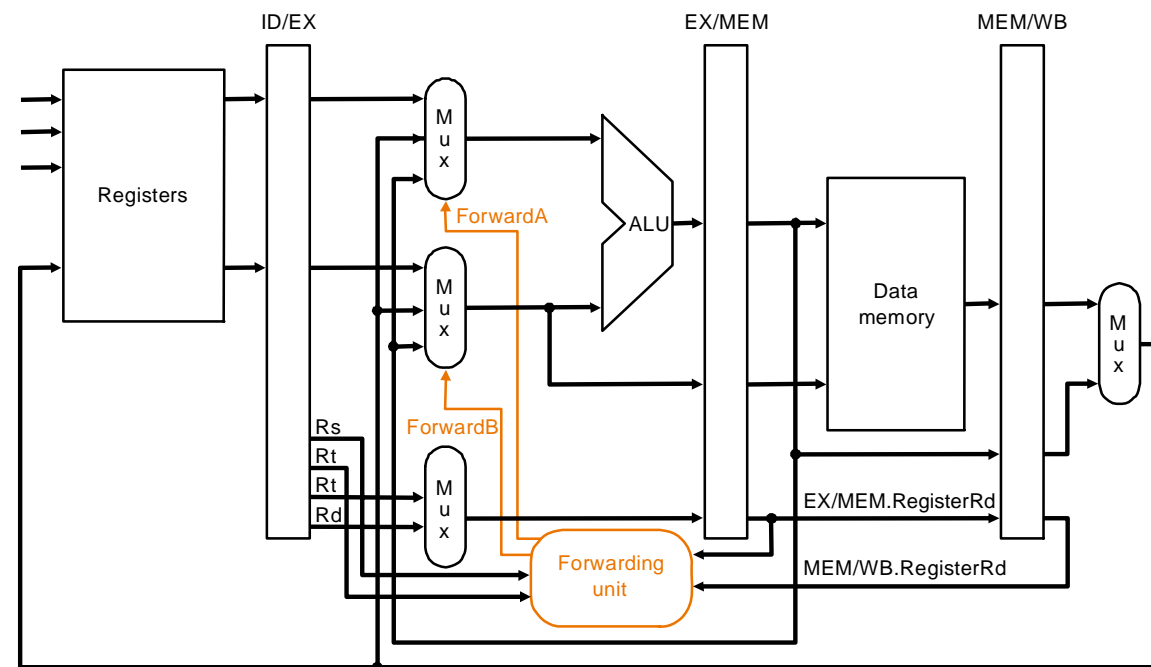 ID/EX
EX/MEM
MEM/WB
Registers
M
u
x
ForwardA
ALU
M
u
x
Data
memory
M
u
x
ForwardB
Rs
Rt
Rt
Rd
M
u
x
EX/MEM.RegisterRd
Forwarding
unit
MEM/WB.RegisterRd